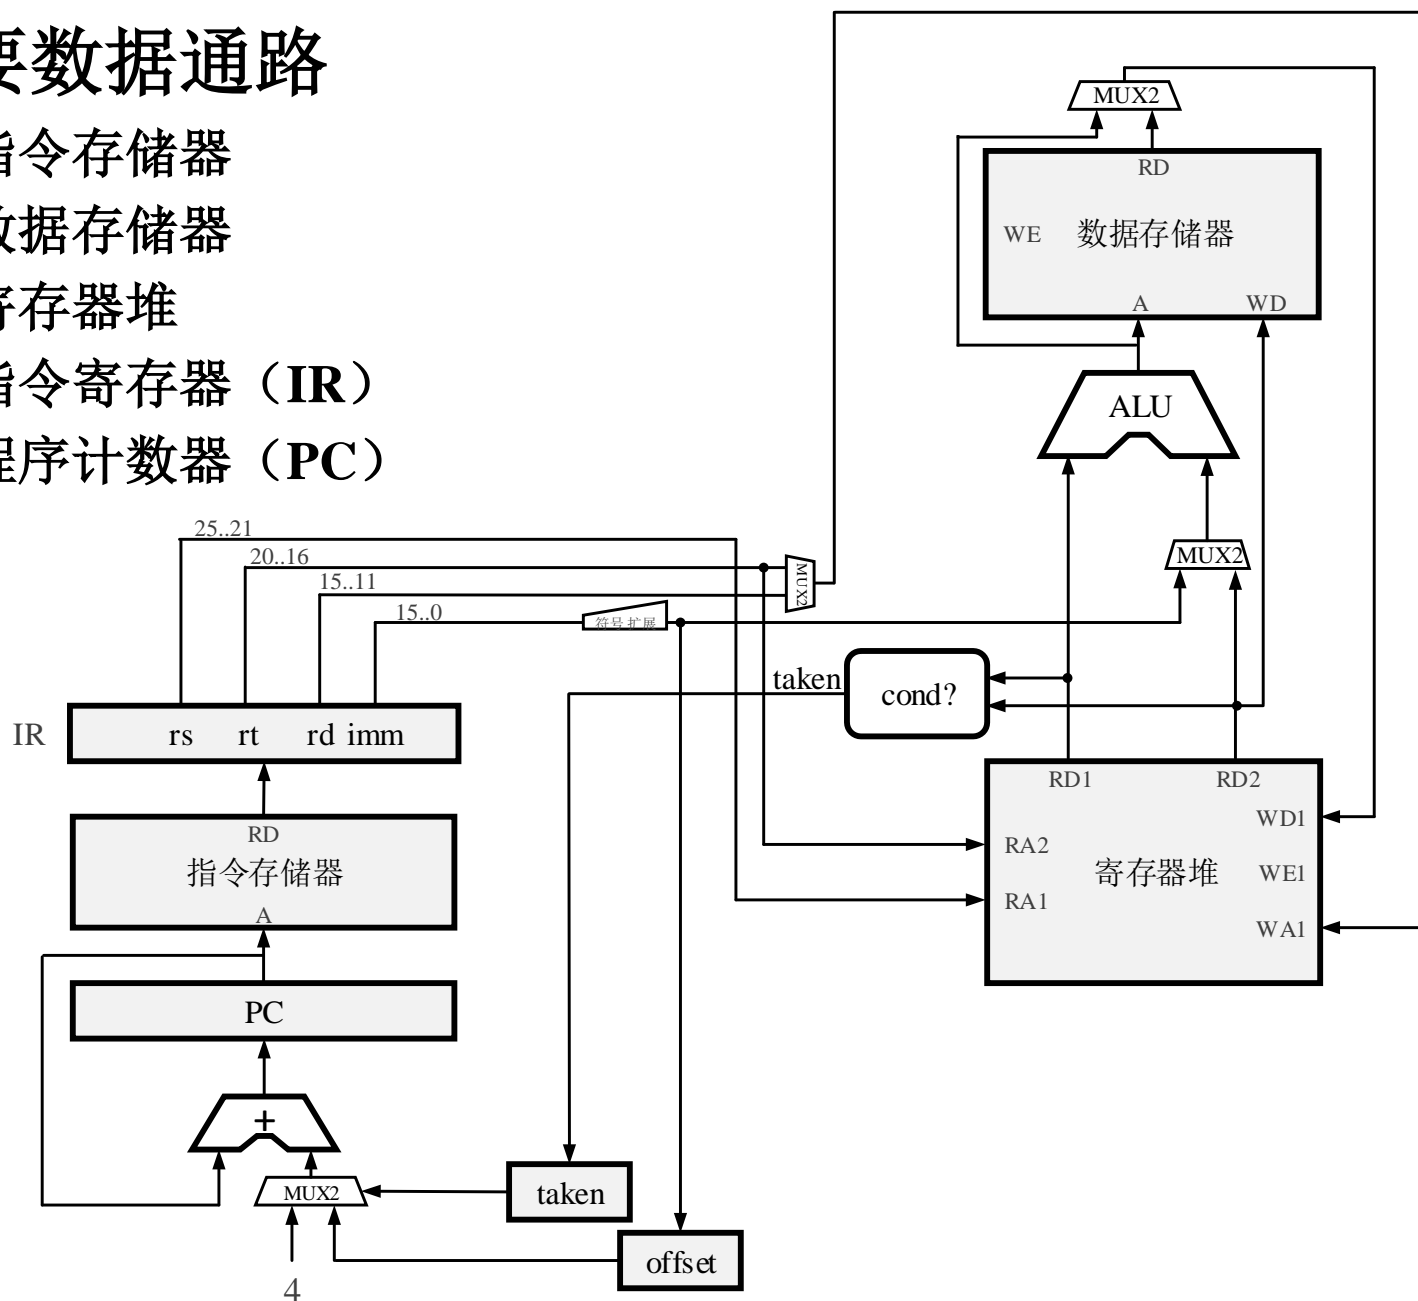 要数据通路
指令存储器
数据存储器
寄存器堆
指令寄存器（IR）
程序计数器（PC）
MUX2
RD
WE 数据存储器
A WD
ALU
MUX2
25..21
20..16
15..11
15..0
MUX2
符号扩展
taken
cond?
IR rs rt rd imm
RD
指令存储器
A
PC
+
MUX2
4
taken
offset
RD1 RD2
WD1
RA2
寄存器堆 WE1
RA1
WA1